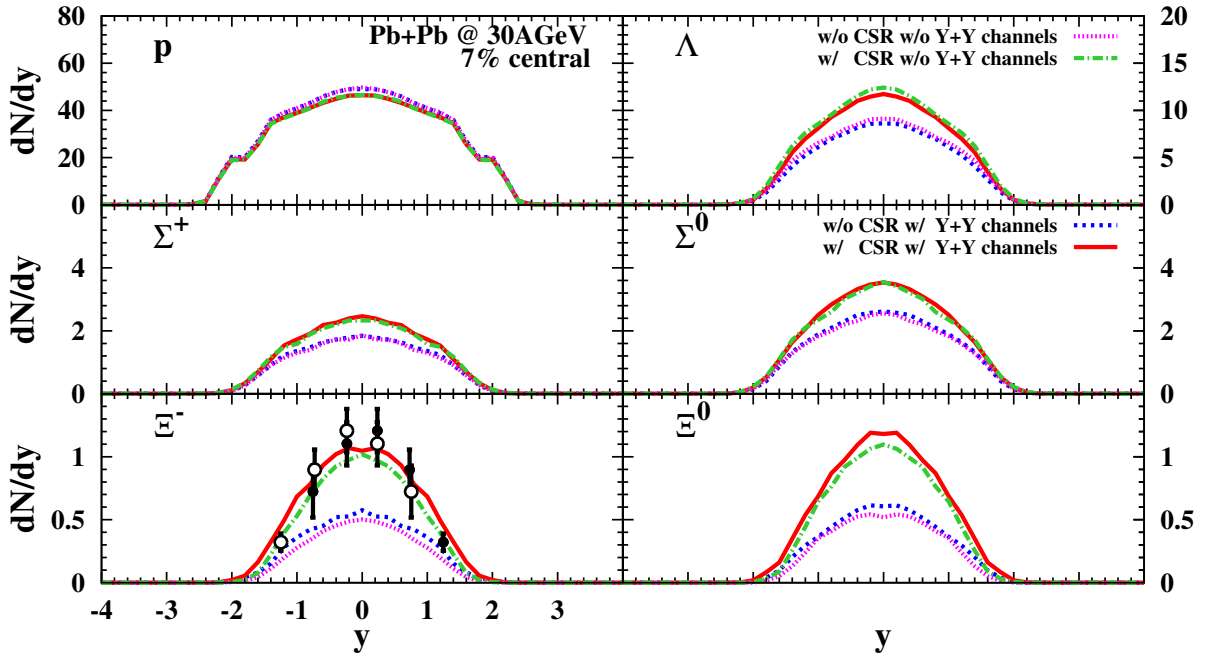 p
Pb+Pb @ 30AGeV
7% central
dN/dy
80
60
40
20
0
Λ
w/o CSR w/o Y+Y channels
w/ CSR w/o Y+Y channels
20
15
10
5
0
Σ+
dN/dy
4
2
0
Σ0
w/o CSR w/ Y+Y channels
w/ CSR w/ Y+Y channels
4
2
0
Ξ-
dN/dy
1
0.5
0
-4 -3 -2 -1 0 1 2 3
y
Ξ0
1
0.5
0
y